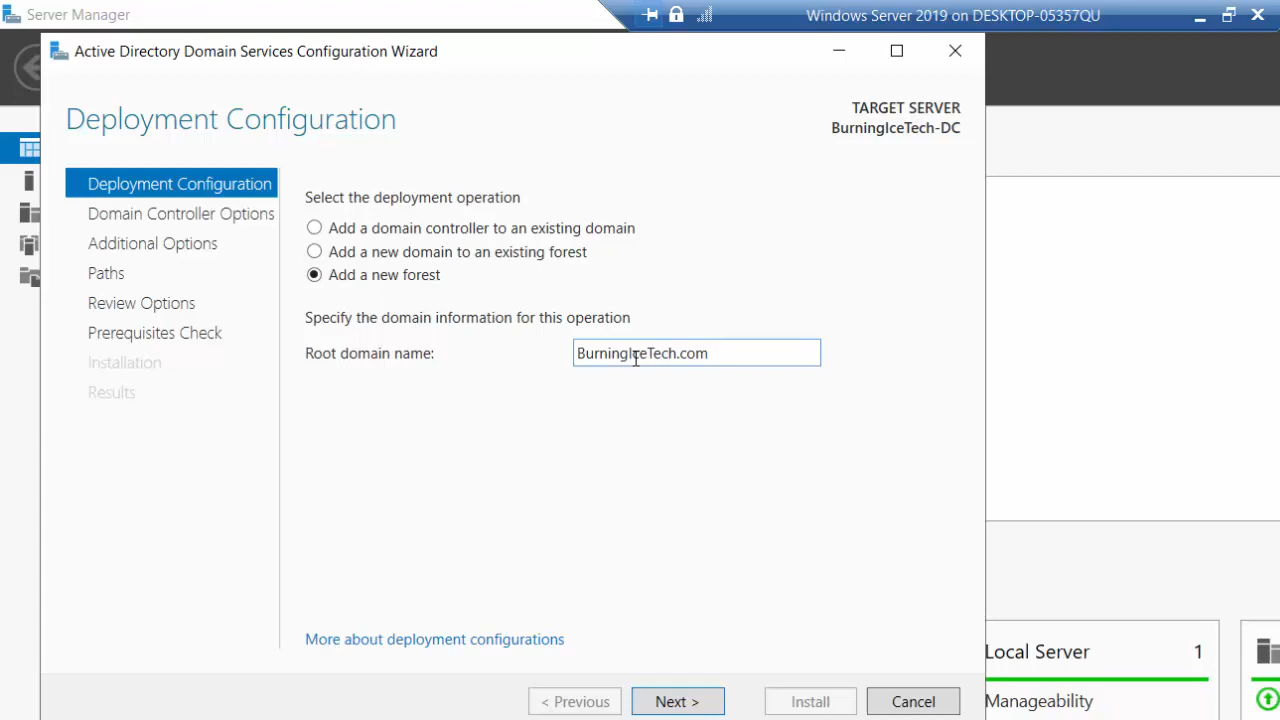 Server Manager
Windows Server 2019 on DESKTOP-05357QU
Active Directory Domain Services Configuration Wizard
Deployment Configuration
TARGET SERVER
BurningIceTech-DC
Deployment Configuration
Domain Controller Options
Additional Options
Paths
Review Options
Prerequisites Check
Installation
Results
Select the deployment operation
Add a domain controller to an existing domain
Add a new domain to an existing forest
Add a new forest
Specify the domain information for this operation
Root domain name: BurningIceTech.com
More about deployment configurations
< Previous Next > Install Cancel
Local Server 1
Manageability